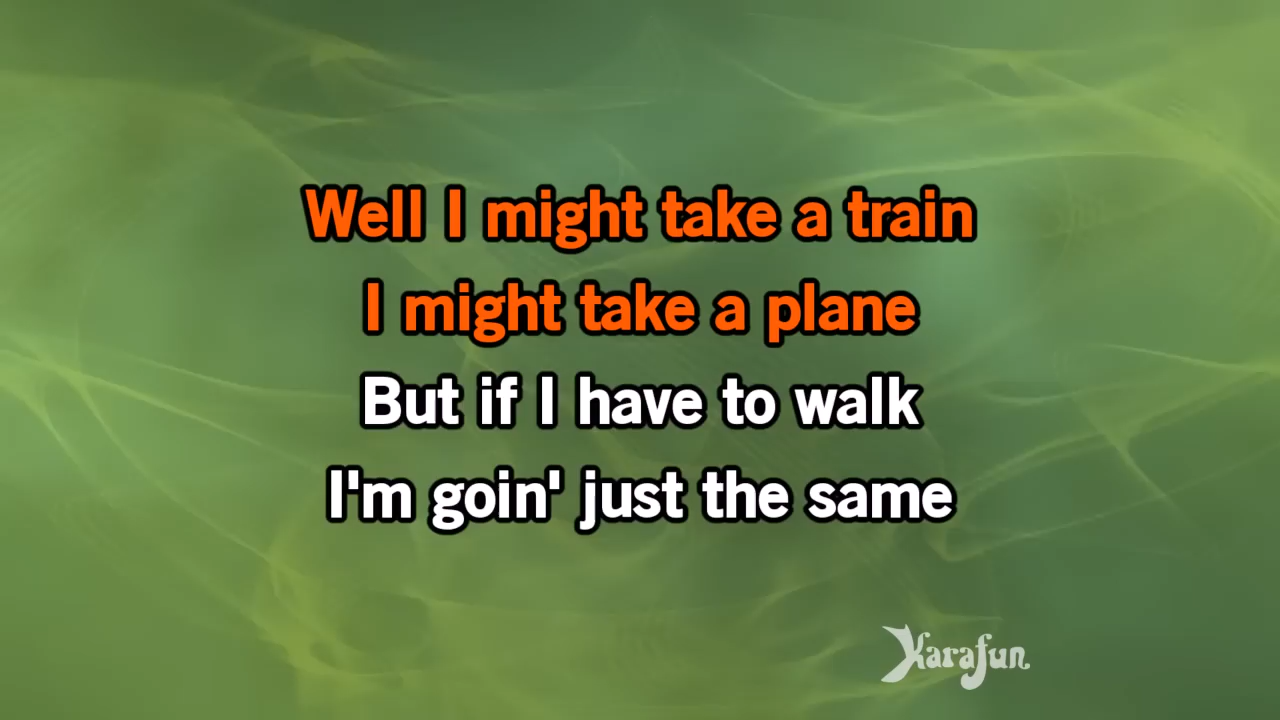 Well I might take a train
I might take a plane
But if I have to walk
I'm goin' just the same
Karafun